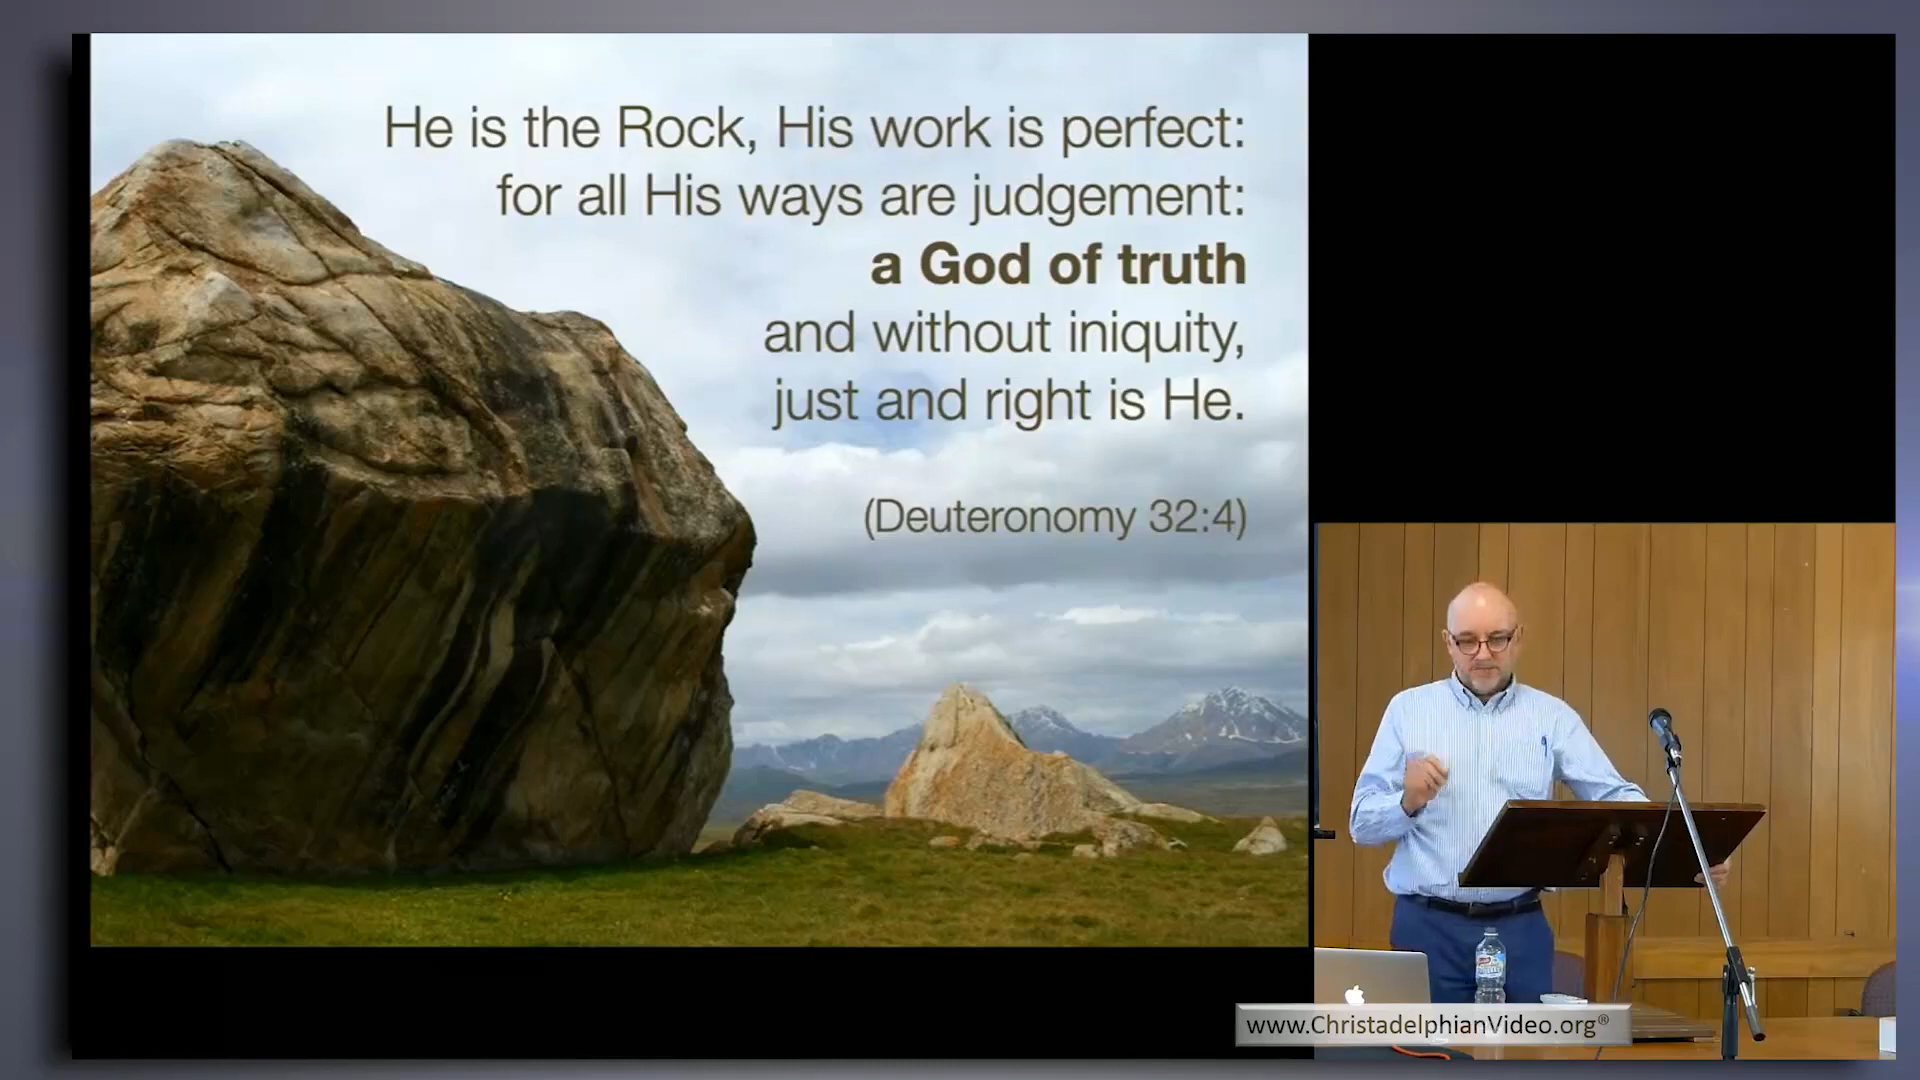 He is the Rock, His work is perfect:
for all His ways are judgement:
a God of truth
and without iniquity,
just and right is He.
(Deuteronomy 32:4)
www.ChristadelphianVideo.org®